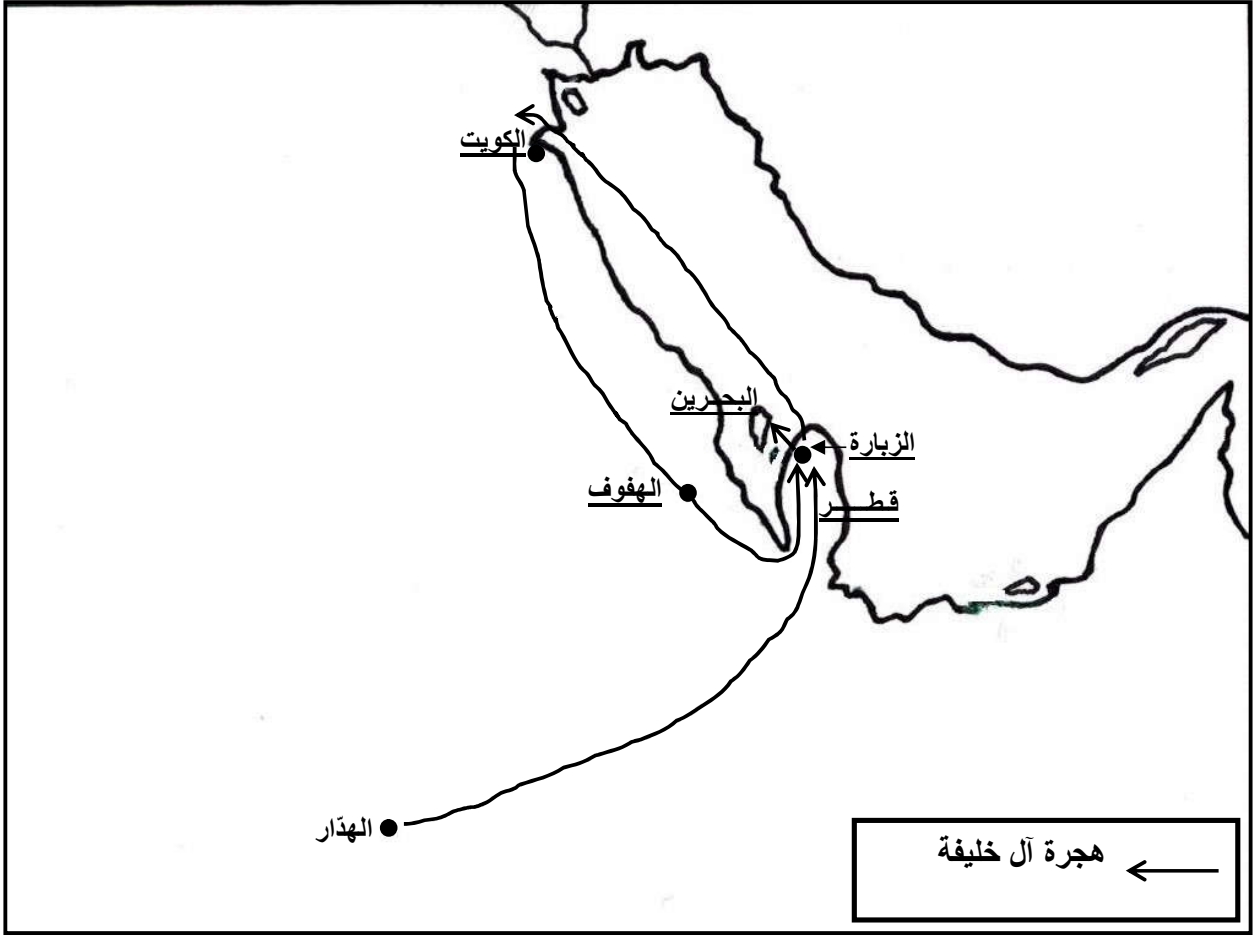 الكويت
البحرين
الزبارة
الهفوف
قطر
الهدّار
هجرة آل خليفة